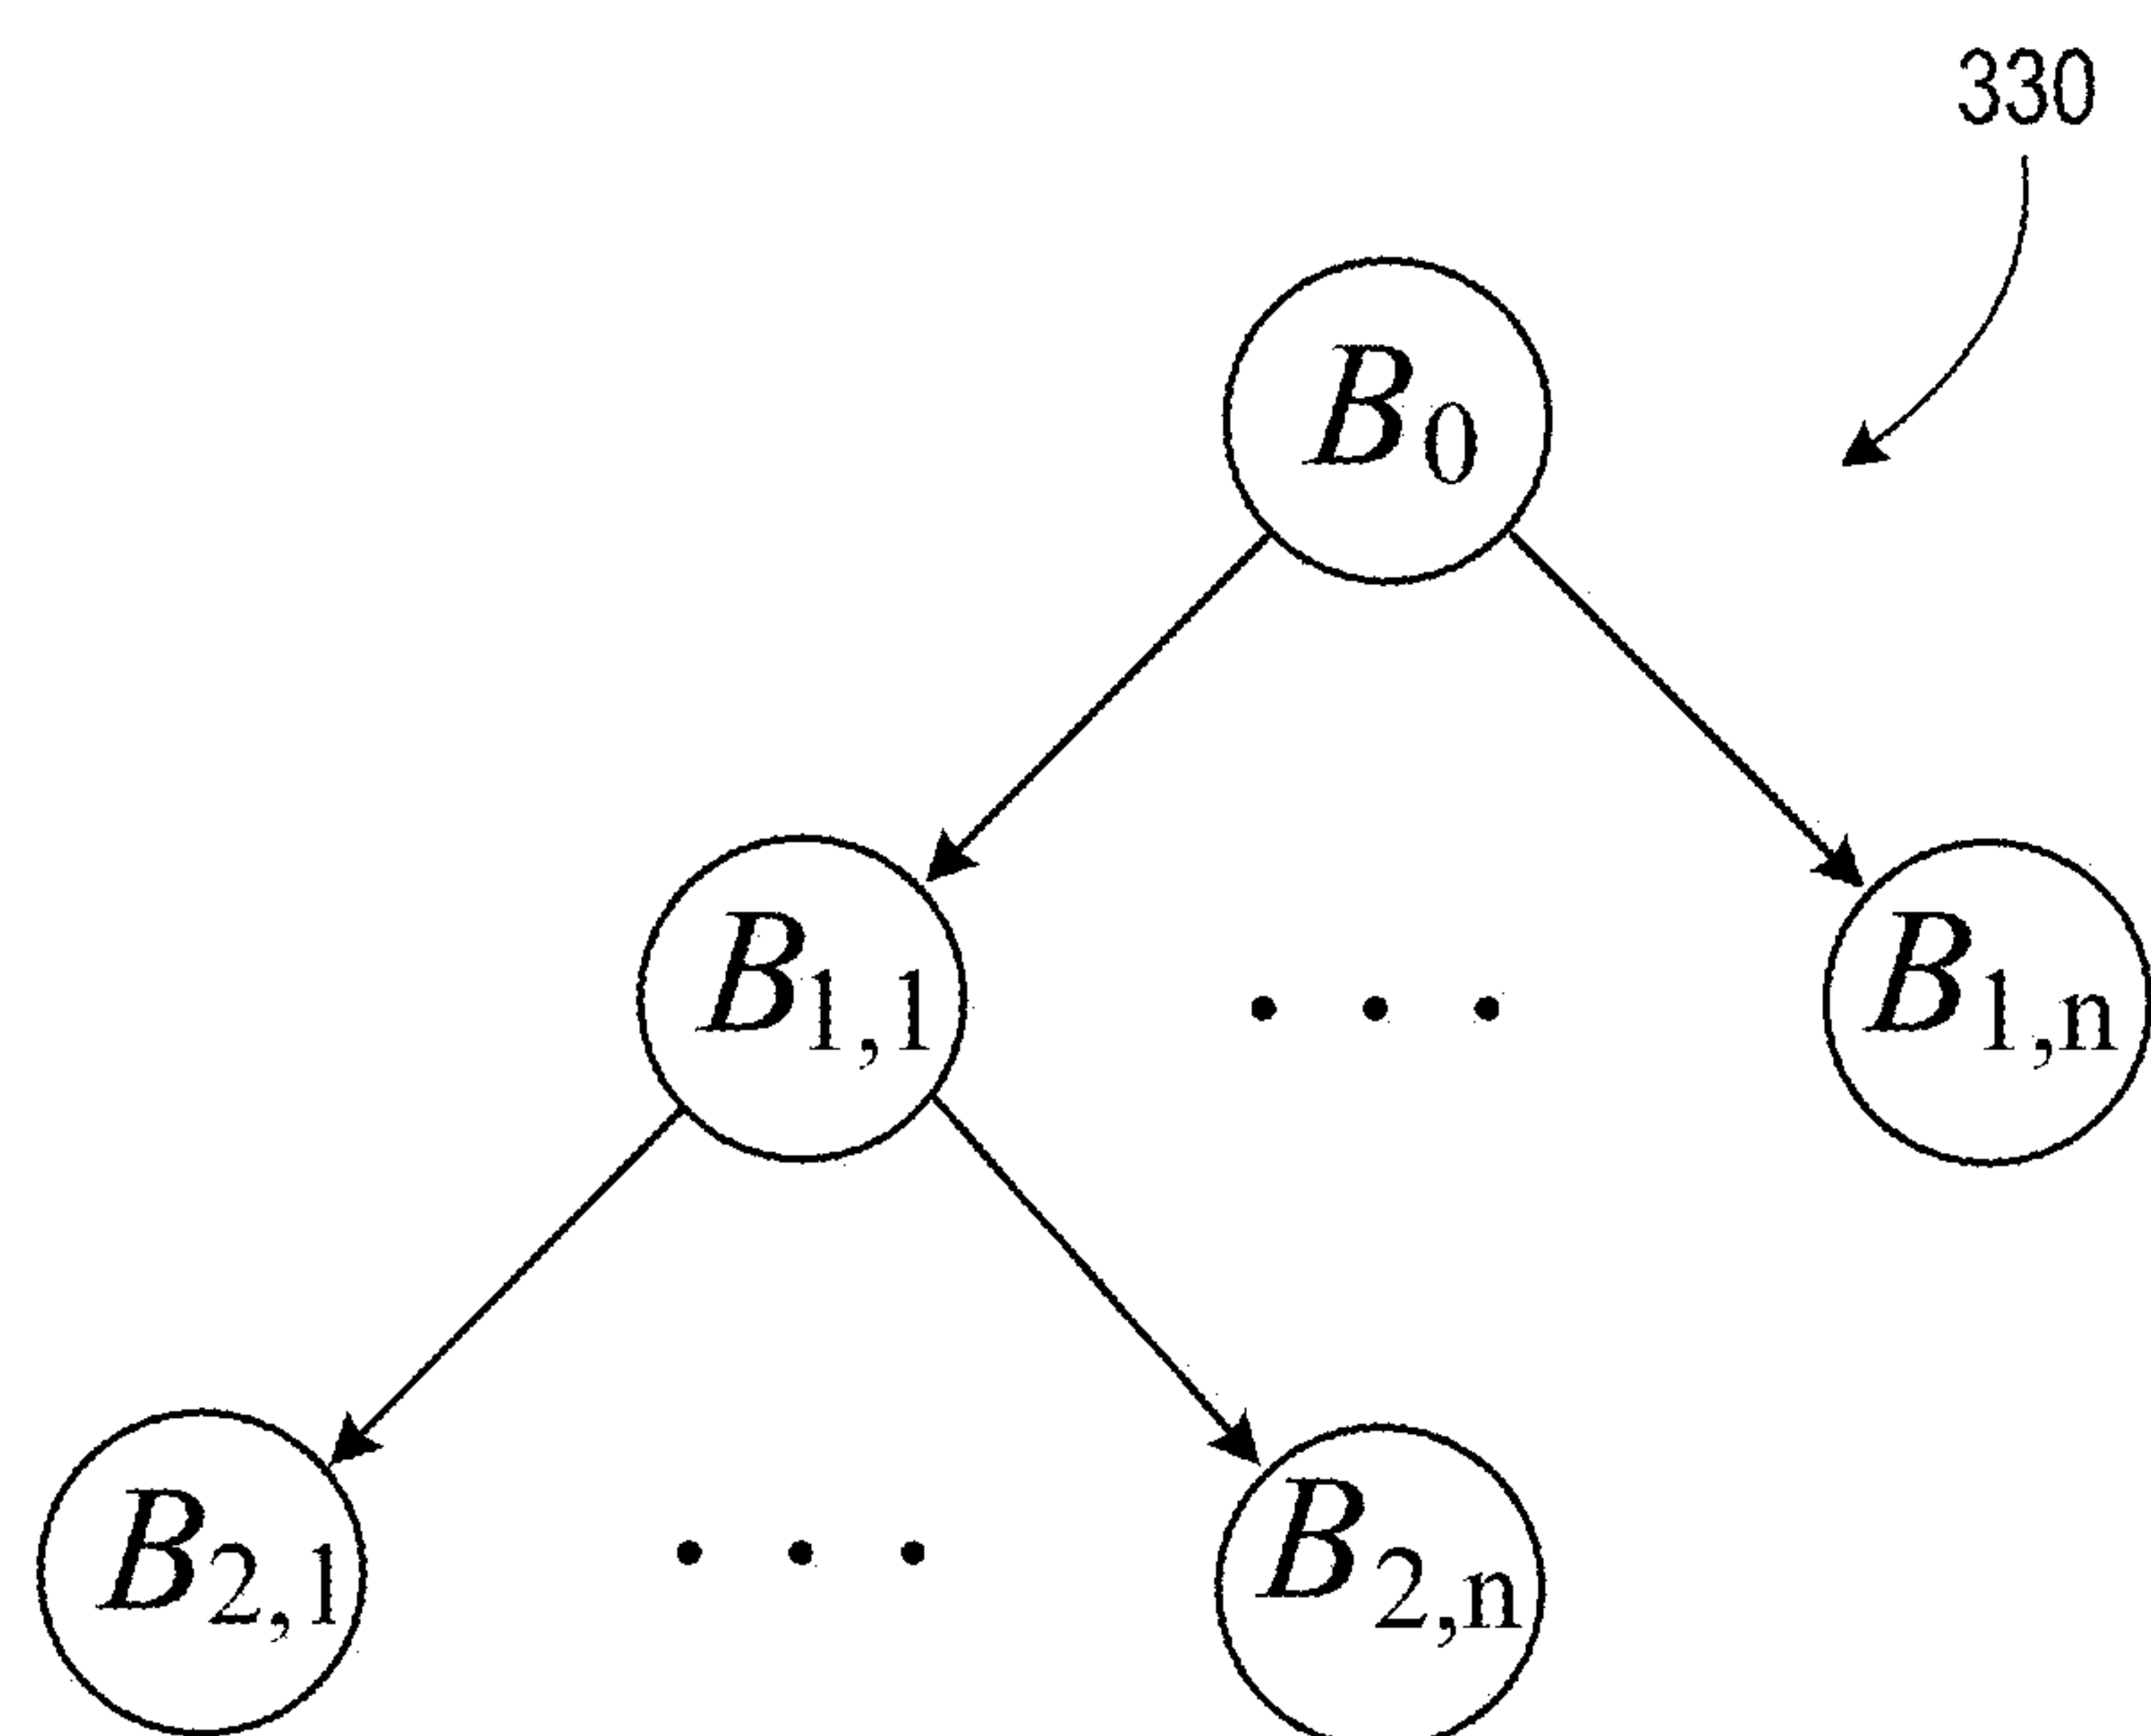 330
B0
B1,1 . . . B1,n
B2,1 . . . B2,n